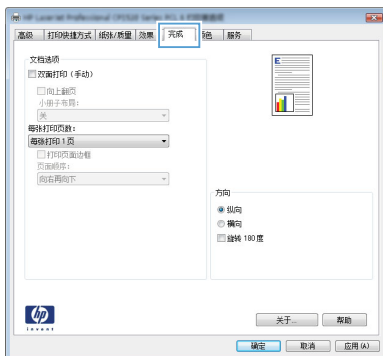 高级 打印快捷方式 纸张/质量 效果 完成 色 服务
文档选项
双面打印（手动）
向上翻页
小册子布局：
关
每张打印页数：
每张打印 1 页
打印页面边框
页面顺序：
向右再向下
E
方向
纵向
横向
旋转 180 度
hp
invent
关于... 帮助
确定 取消 应用 (A)